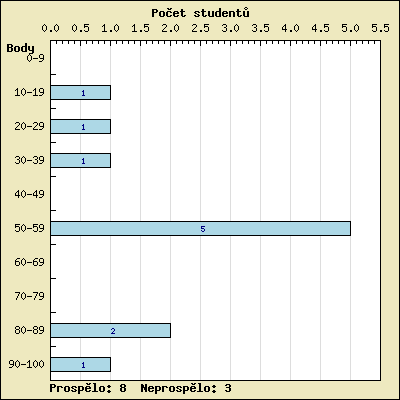 Počet studentů
0.0 0.5 1.0 1.5 2.0 2.5 3.0 3.5 4.0 4.5 5.0 5.5
Body
0-9
10-19 1
20-29 1
30-39 1
40-49
50-59 5
60-69
70-79
80-89 2
90-100 1
Prospělo: 8 Neprospělo: 3